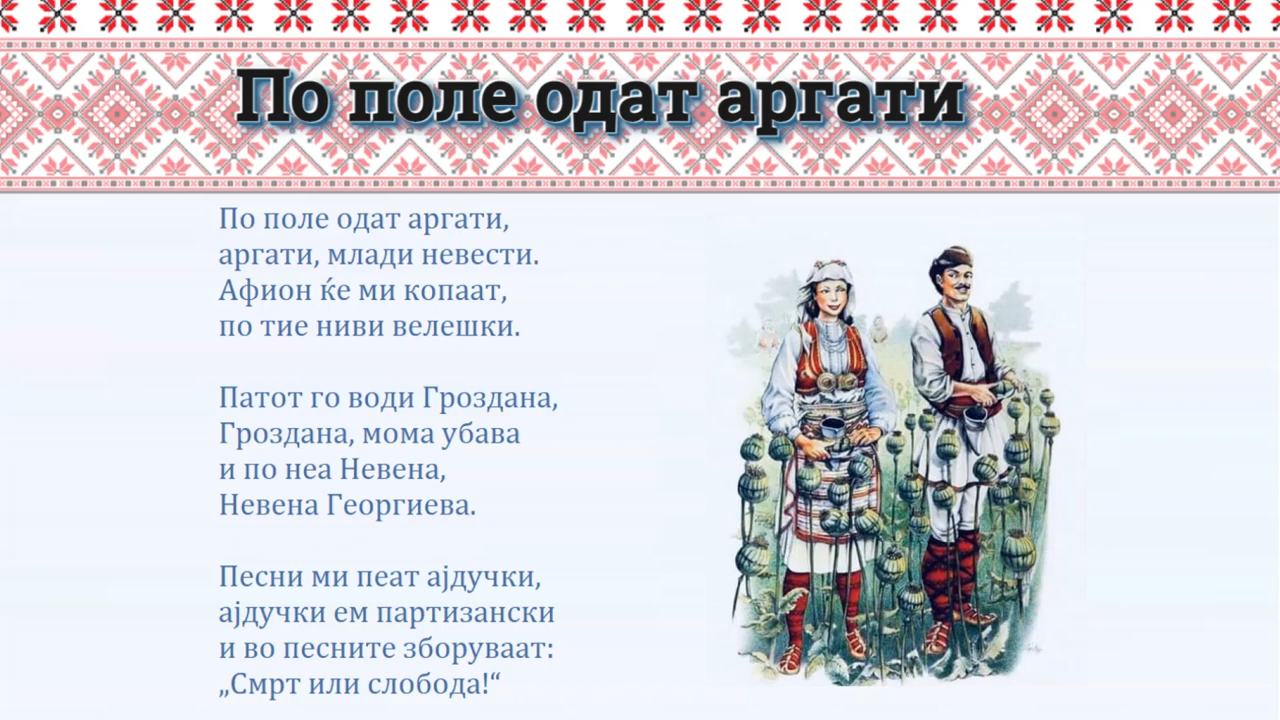 По поле одат аргати
По поле одат аргати,
аргати, млади невести.
Афион ќе ми копаат,
по тие ниви велешки.
Патот го води Гроздана,
Гроздана, мома убава
и по неа Невена,
Невена Георгиева.
Песни ми пеат ајдучки,
ајдучки ем партизански
и во песните зборуваат:
„Смрт или слобода!“